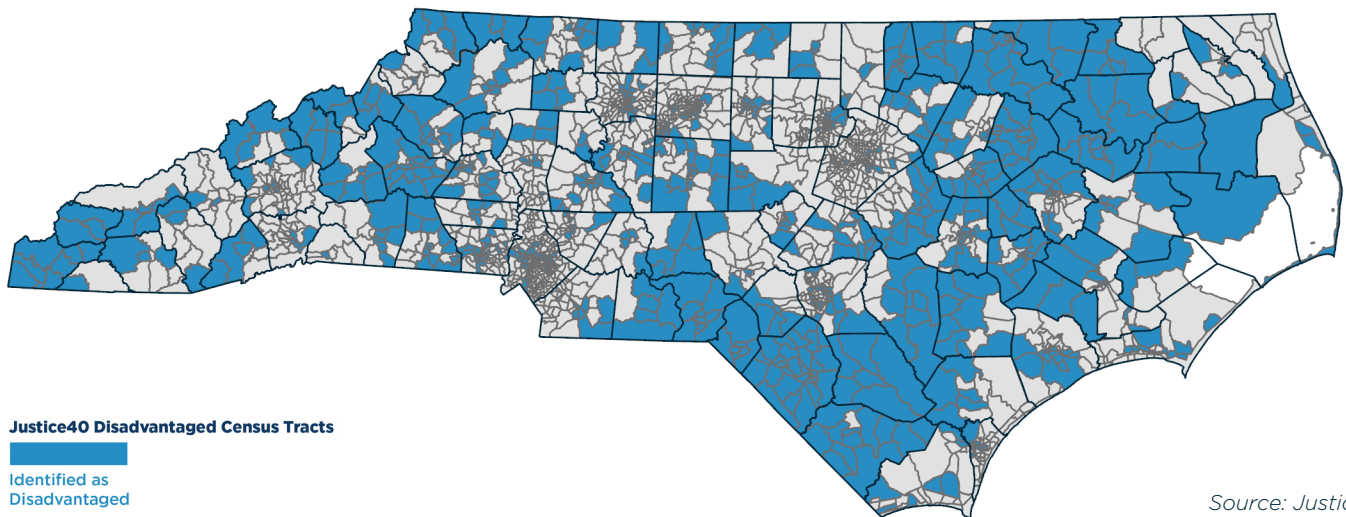 Justice40 Disadvantaged Census Tracts
Identified as
Disadvantaged
Source: Justic